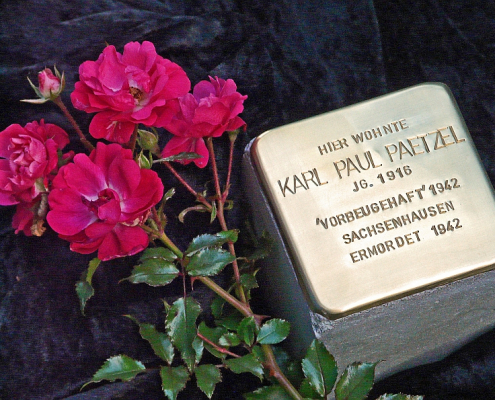 HIER WOHNTE
KARL PAUL PAETZEL
JG. 1916
'VORBEUGEHAFT' 1942
SACHSENHAUSEN
ERMORDET 1942